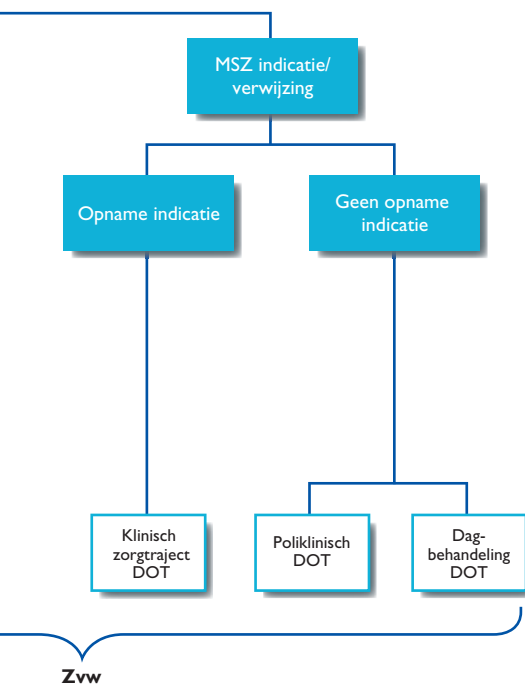 MSZ indicatie/
verwijzing
Opname indicatie
Geen opname
indicatie
Klinisch
zorgtraject
DOT
Poliklinisch
DOT
Dag-
behandeling
DOT
Zvw